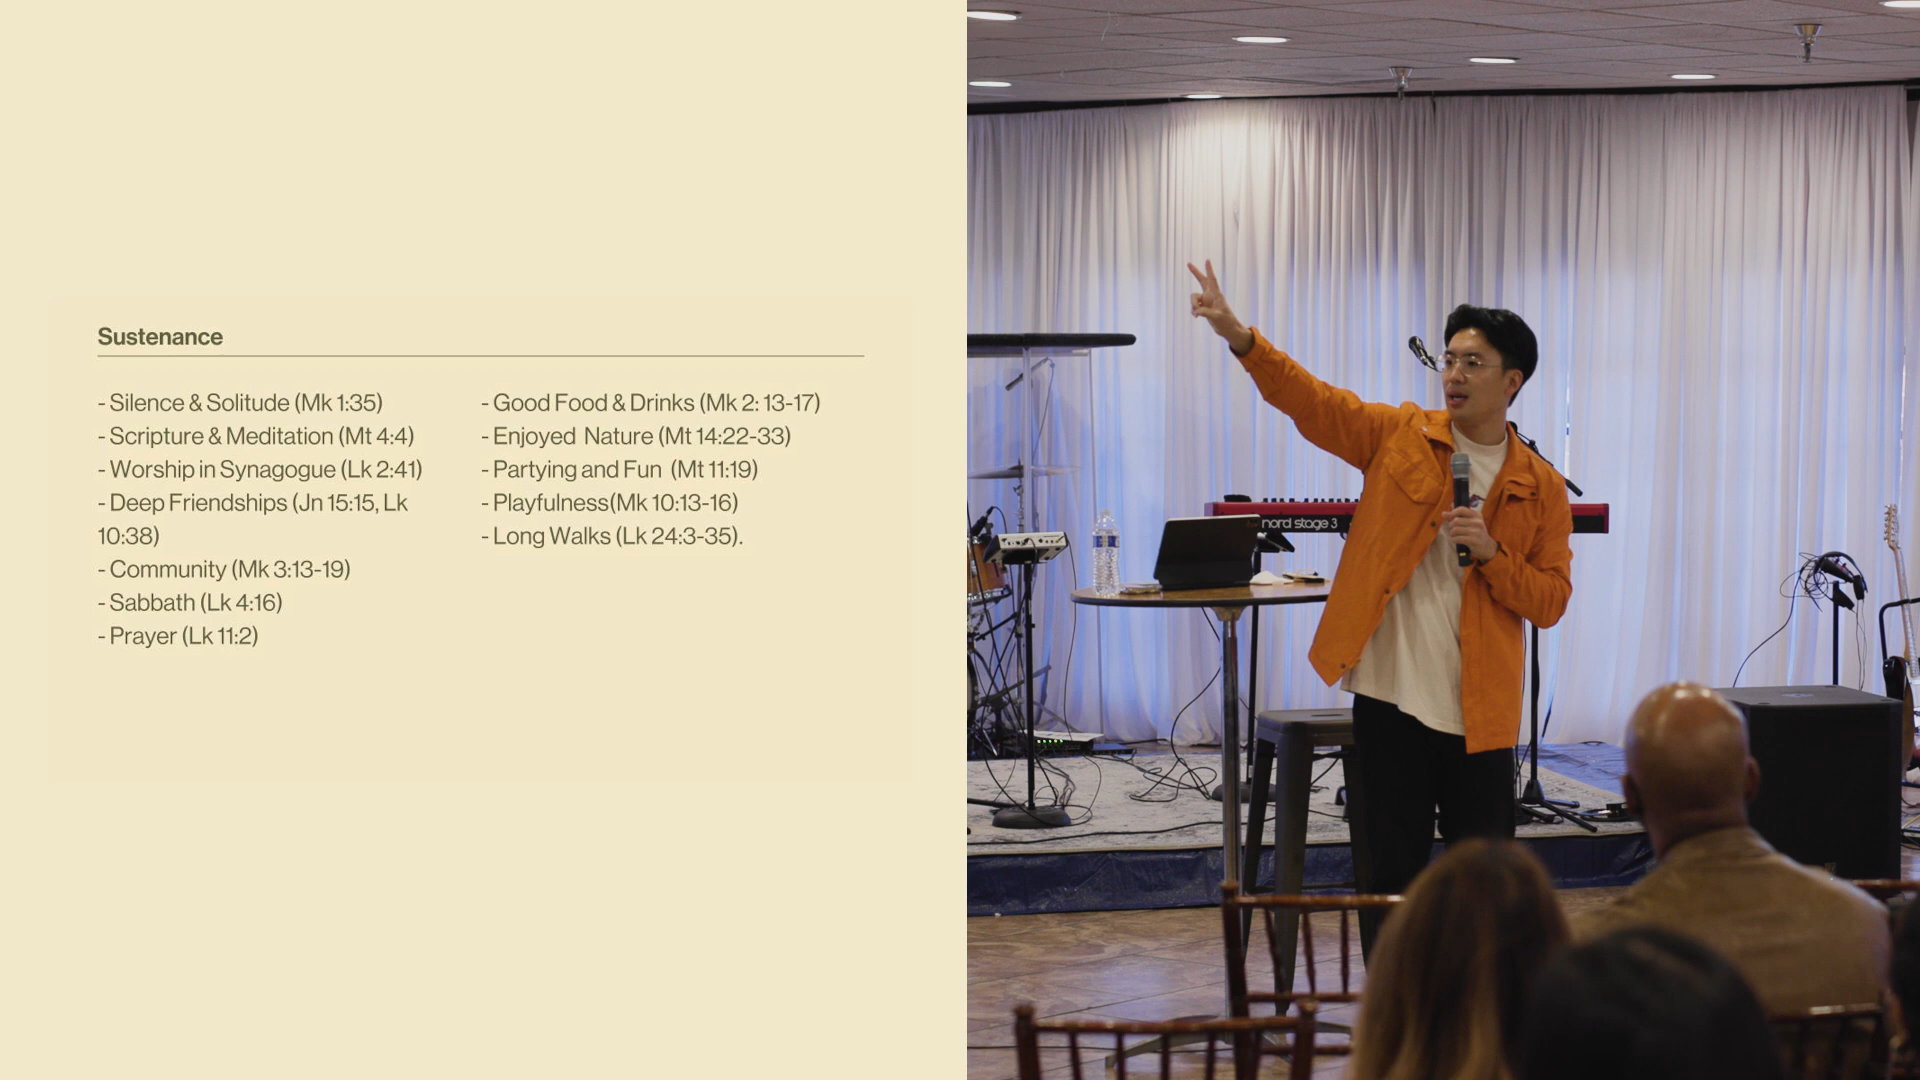 Sustenance
- Silence & Solitude (Mk 1:35)
- Scripture & Meditation (Mt 4:4)
- Worship in Synagogue (Lk 2:41)
- Deep Friendships (Jn 15:15, Lk
10:38)
- Community (Mk 3:13-19)
- Sabbath (Lk 4:16)
- Prayer (Lk 11:2)
- Good Food & Drinks (Mk 2: 13-17)
- Enjoyed  Nature (Mt 14:22-33)
- Partying and Fun  (Mt 11:19)
- Playfulness(Mk 10:13-16)
- Long Walks (Lk 24:3-35).
nord stage 3